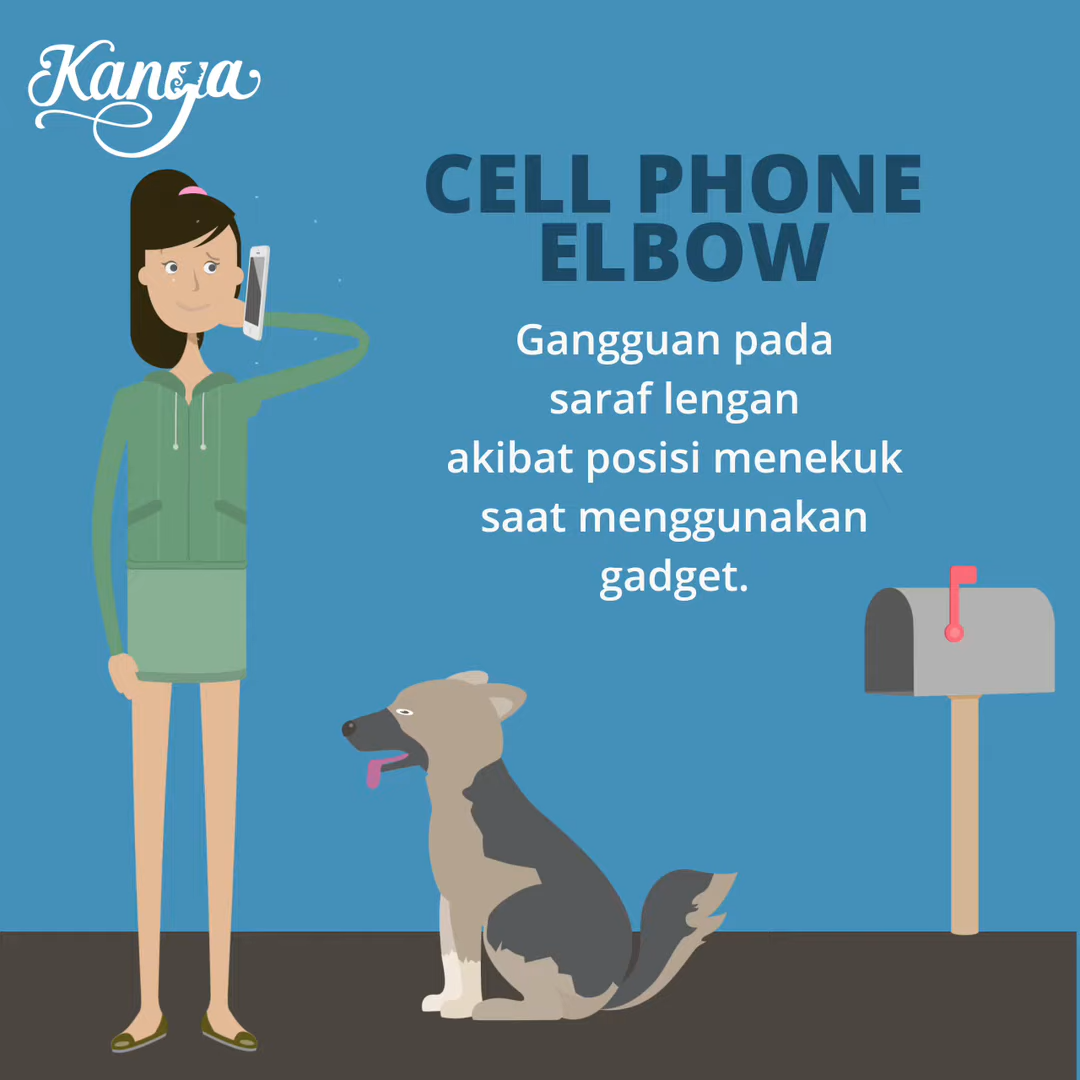 Kanya
CELL PHONE
ELBOW
Gangguan pada
saraf lengan
akibat posisi menekuk
saat menggunakan
gadget.